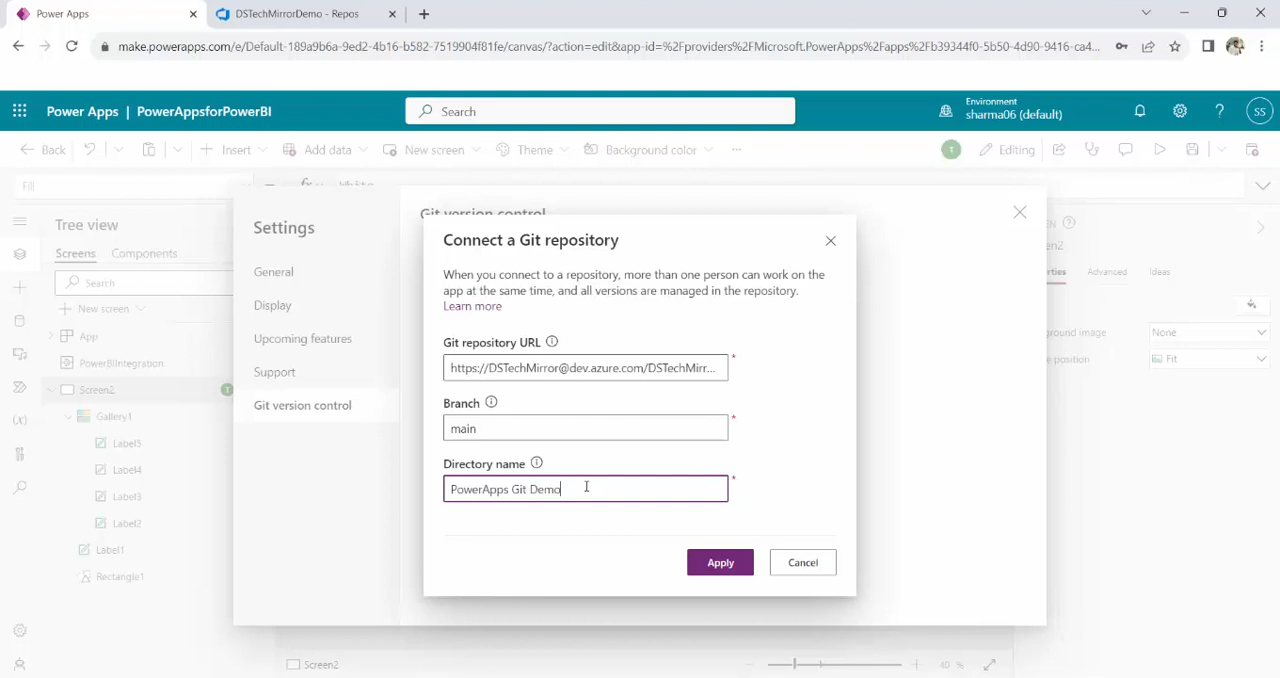 Power Apps
DSTechMirrorDemo - Repos
make.powerapps.com/e/Default-189a9b6a-9ed2-4b16-b582-7519904f81fe/canvas/?action=edit&app-id=%2Fproviders%2FMicrosoft.PowerApps%2Fapps%2Fb39344f0-5b50-4d90-9416-ca4...
Power Apps | PowerAppsforPowerBI
Search
Environment
sharma06 (default)
SS
Back
Insert
Add data
New screen
Theme
Background color
T
Editing
Fill
fx
Tree view
Screens
Components
Search
New screen
App
PowerBIIntegration
Screen2
T
Gallery1
Label5
Label4
Label3
Label2
Label1
Rectangle1
Settings
General
Display
Upcoming features
Support
Git version control
Git version control
Connect a Git repository
When you connect to a repository, more than one person can work on the
app at the same time, and all versions are managed in the repository.
Learn more
Git repository URL
https://DSTechMirror@dev.azure.com/DSTechMirr...
*
Branch
main
*
Directory name
PowerApps Git Demo
*
Apply
Cancel
Advanced
Ideas
None
Fit
Screen2
40 %